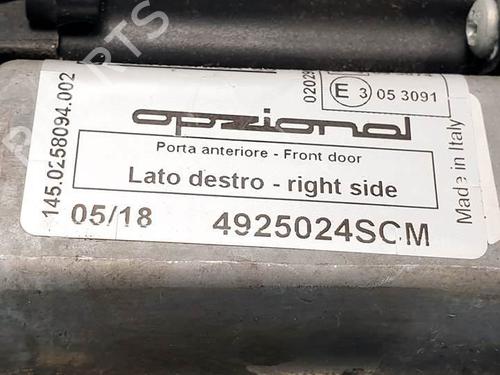 E 3 05 3091
opzional
Porta anteriore - Front door
Lato destro - right side
05/18 4925024SCM
145.0258094.002
Made in Italy